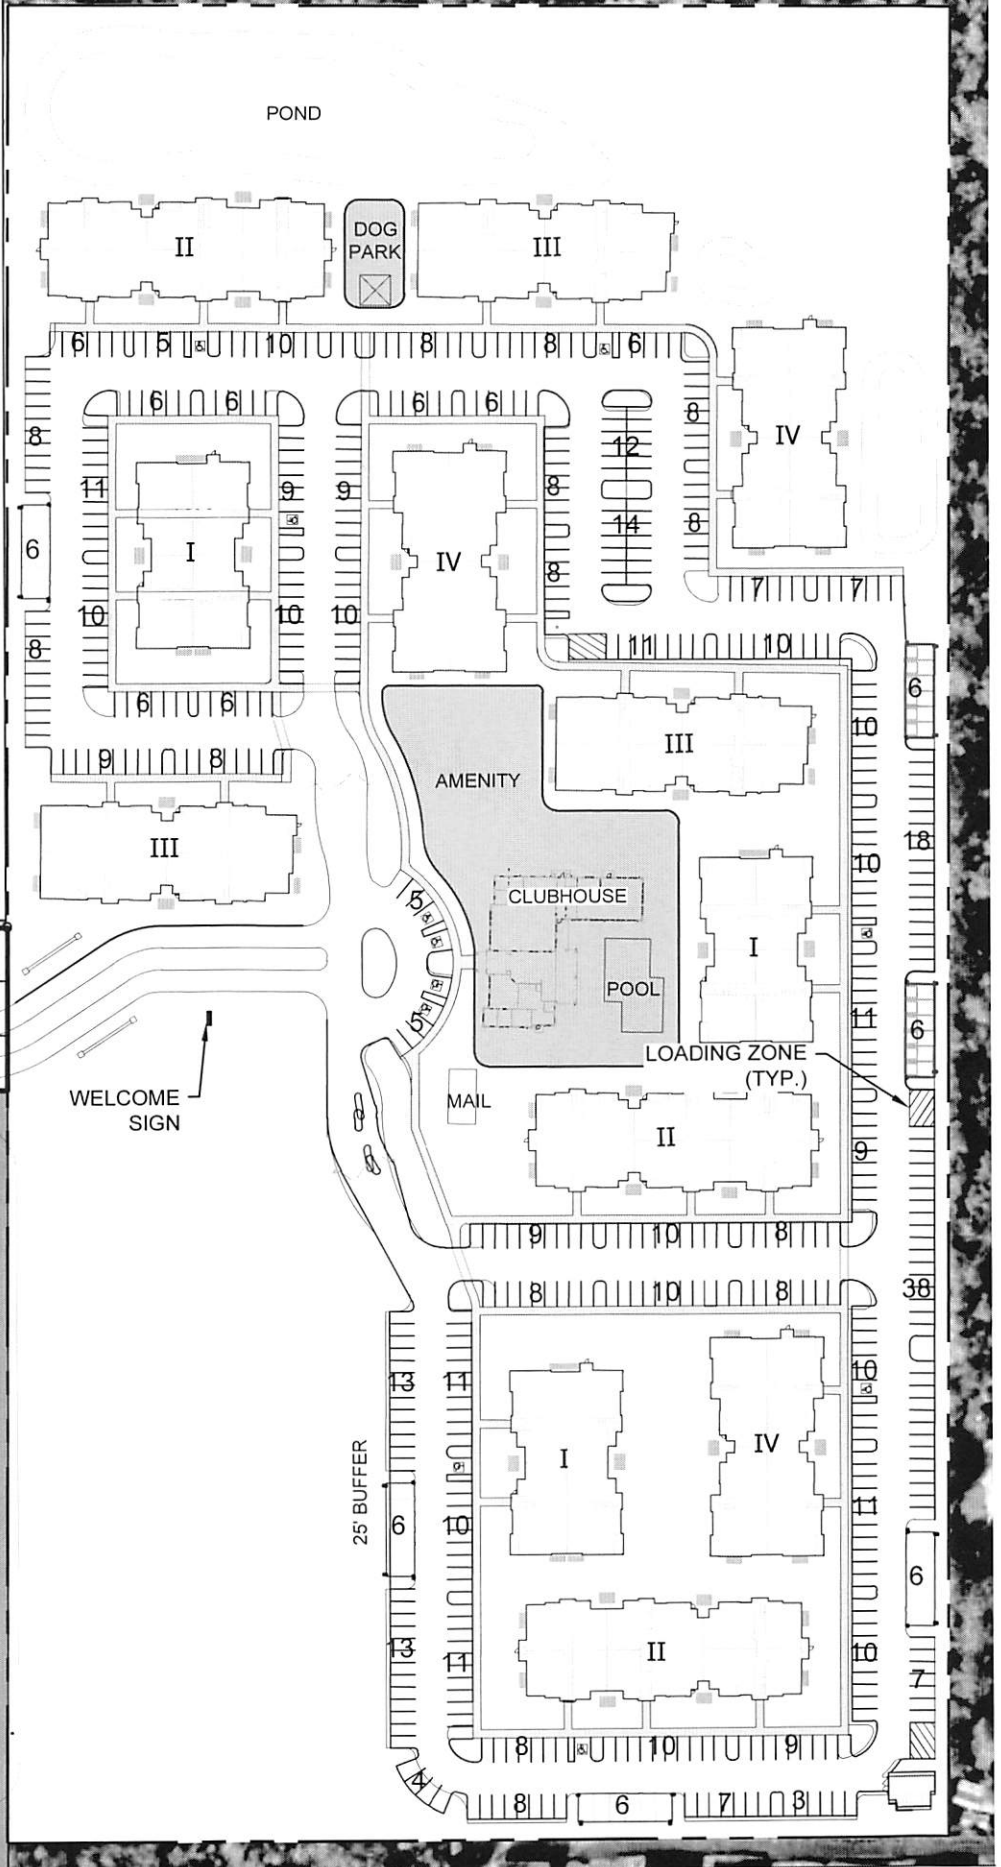 POND
II
DOG
PARK
III
6
5
10
8
8
6
IV
6
6
6
6
8
12
8
11
9
9
8
I
IV
6
14
8
8
7
7
10
10
10
8
11
10
6
6
6
III
10
9
8
AMENITY
III
18
10
5
CLUBHOUSE
I
POOL
5
11
6
LOADING ZONE
(TYP.)
WELCOME
SIGN
MAIL
II
9
9
10
8
8
10
8
38
13
11
10
I
IV
25' BUFFER
6
10
11
6
13
11
II
10
7
8
10
9
4
8
6
7
3